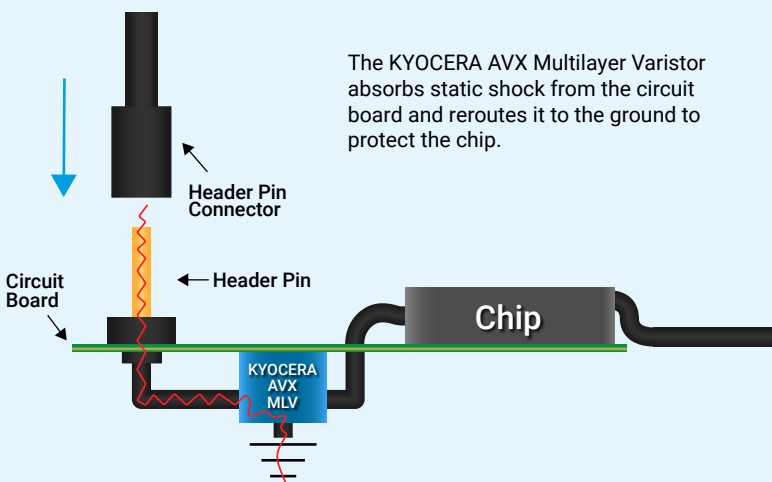 The KYOCERA AVX Multilayer Varistor
absorbs static shock from the circuit
board and reroutes it to the ground to
protect the chip.
Header Pin
Connector
Header Pin
Circuit
Board
Chip
KYOCERA
AVX
MLV